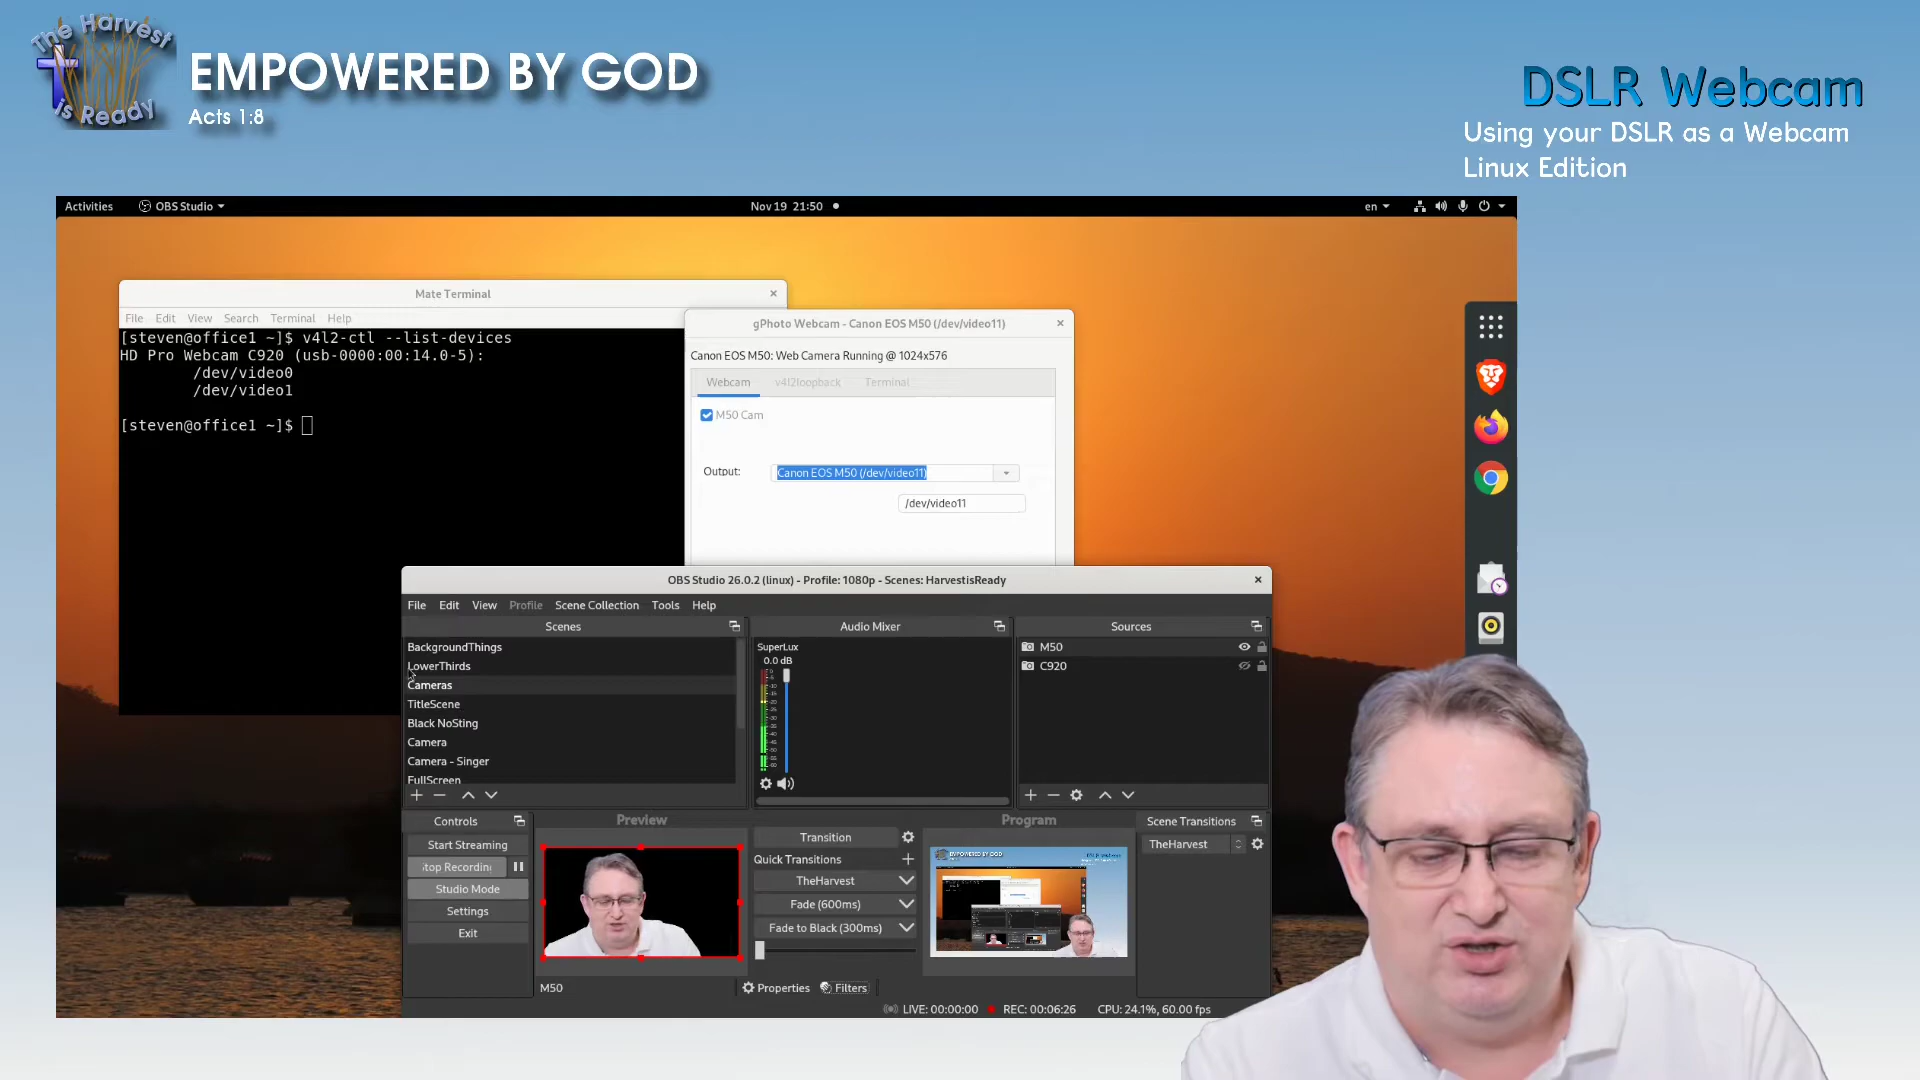 The Harvest
is Ready
EMPOWERED BY GOD
Acts 1:8
DSLR Webcam
Using your DSLR as a Webcam
Linux Edition
Activities
OBS Studio
Nov 19 21:50
en
Mate Terminal
File Edit View Search Terminal Help
[steven@office1 ~]$ v4l2-ctl --list-devices
HD Pro Webcam C920 (usb-0000:00:14.0-5):
/dev/video0
/dev/video1
[steven@office1 ~]$
gPhoto Webcam - Canon EOS M50 (/dev/video11)
Canon EOS M50: Web Camera Running @ 1024x576
Webcam v4l2loopback Terminal
M50 Cam
Output: Canon EOS M50 (/dev/video11)
/dev/video11
OBS Studio 26.0.2 (linux) - Profile: 1080p - Scenes: HarvestisReady
File Edit View Profile Scene Collection Tools Help
Scenes
BackgroundThings
LowerThirds
Cameras
TitleScene
Black NoSting
Camera
Camera - Singer
FullScreen
Audio Mixer
SuperLux
0.0 dB
Sources
M50
C920
Controls
Start Streaming
top Recordin
Studio Mode
Settings
Exit
Preview
M50
Transition
Quick Transitions
TheHarvest
Fade (600ms)
Fade to Black (300ms)
Properties Filters
Program
EMPOWERED BY GOD
Scene Transitions
TheHarvest
LIVE: 00:00:00 REC: 00:06:26 CPU: 24.1%, 60.00 fps